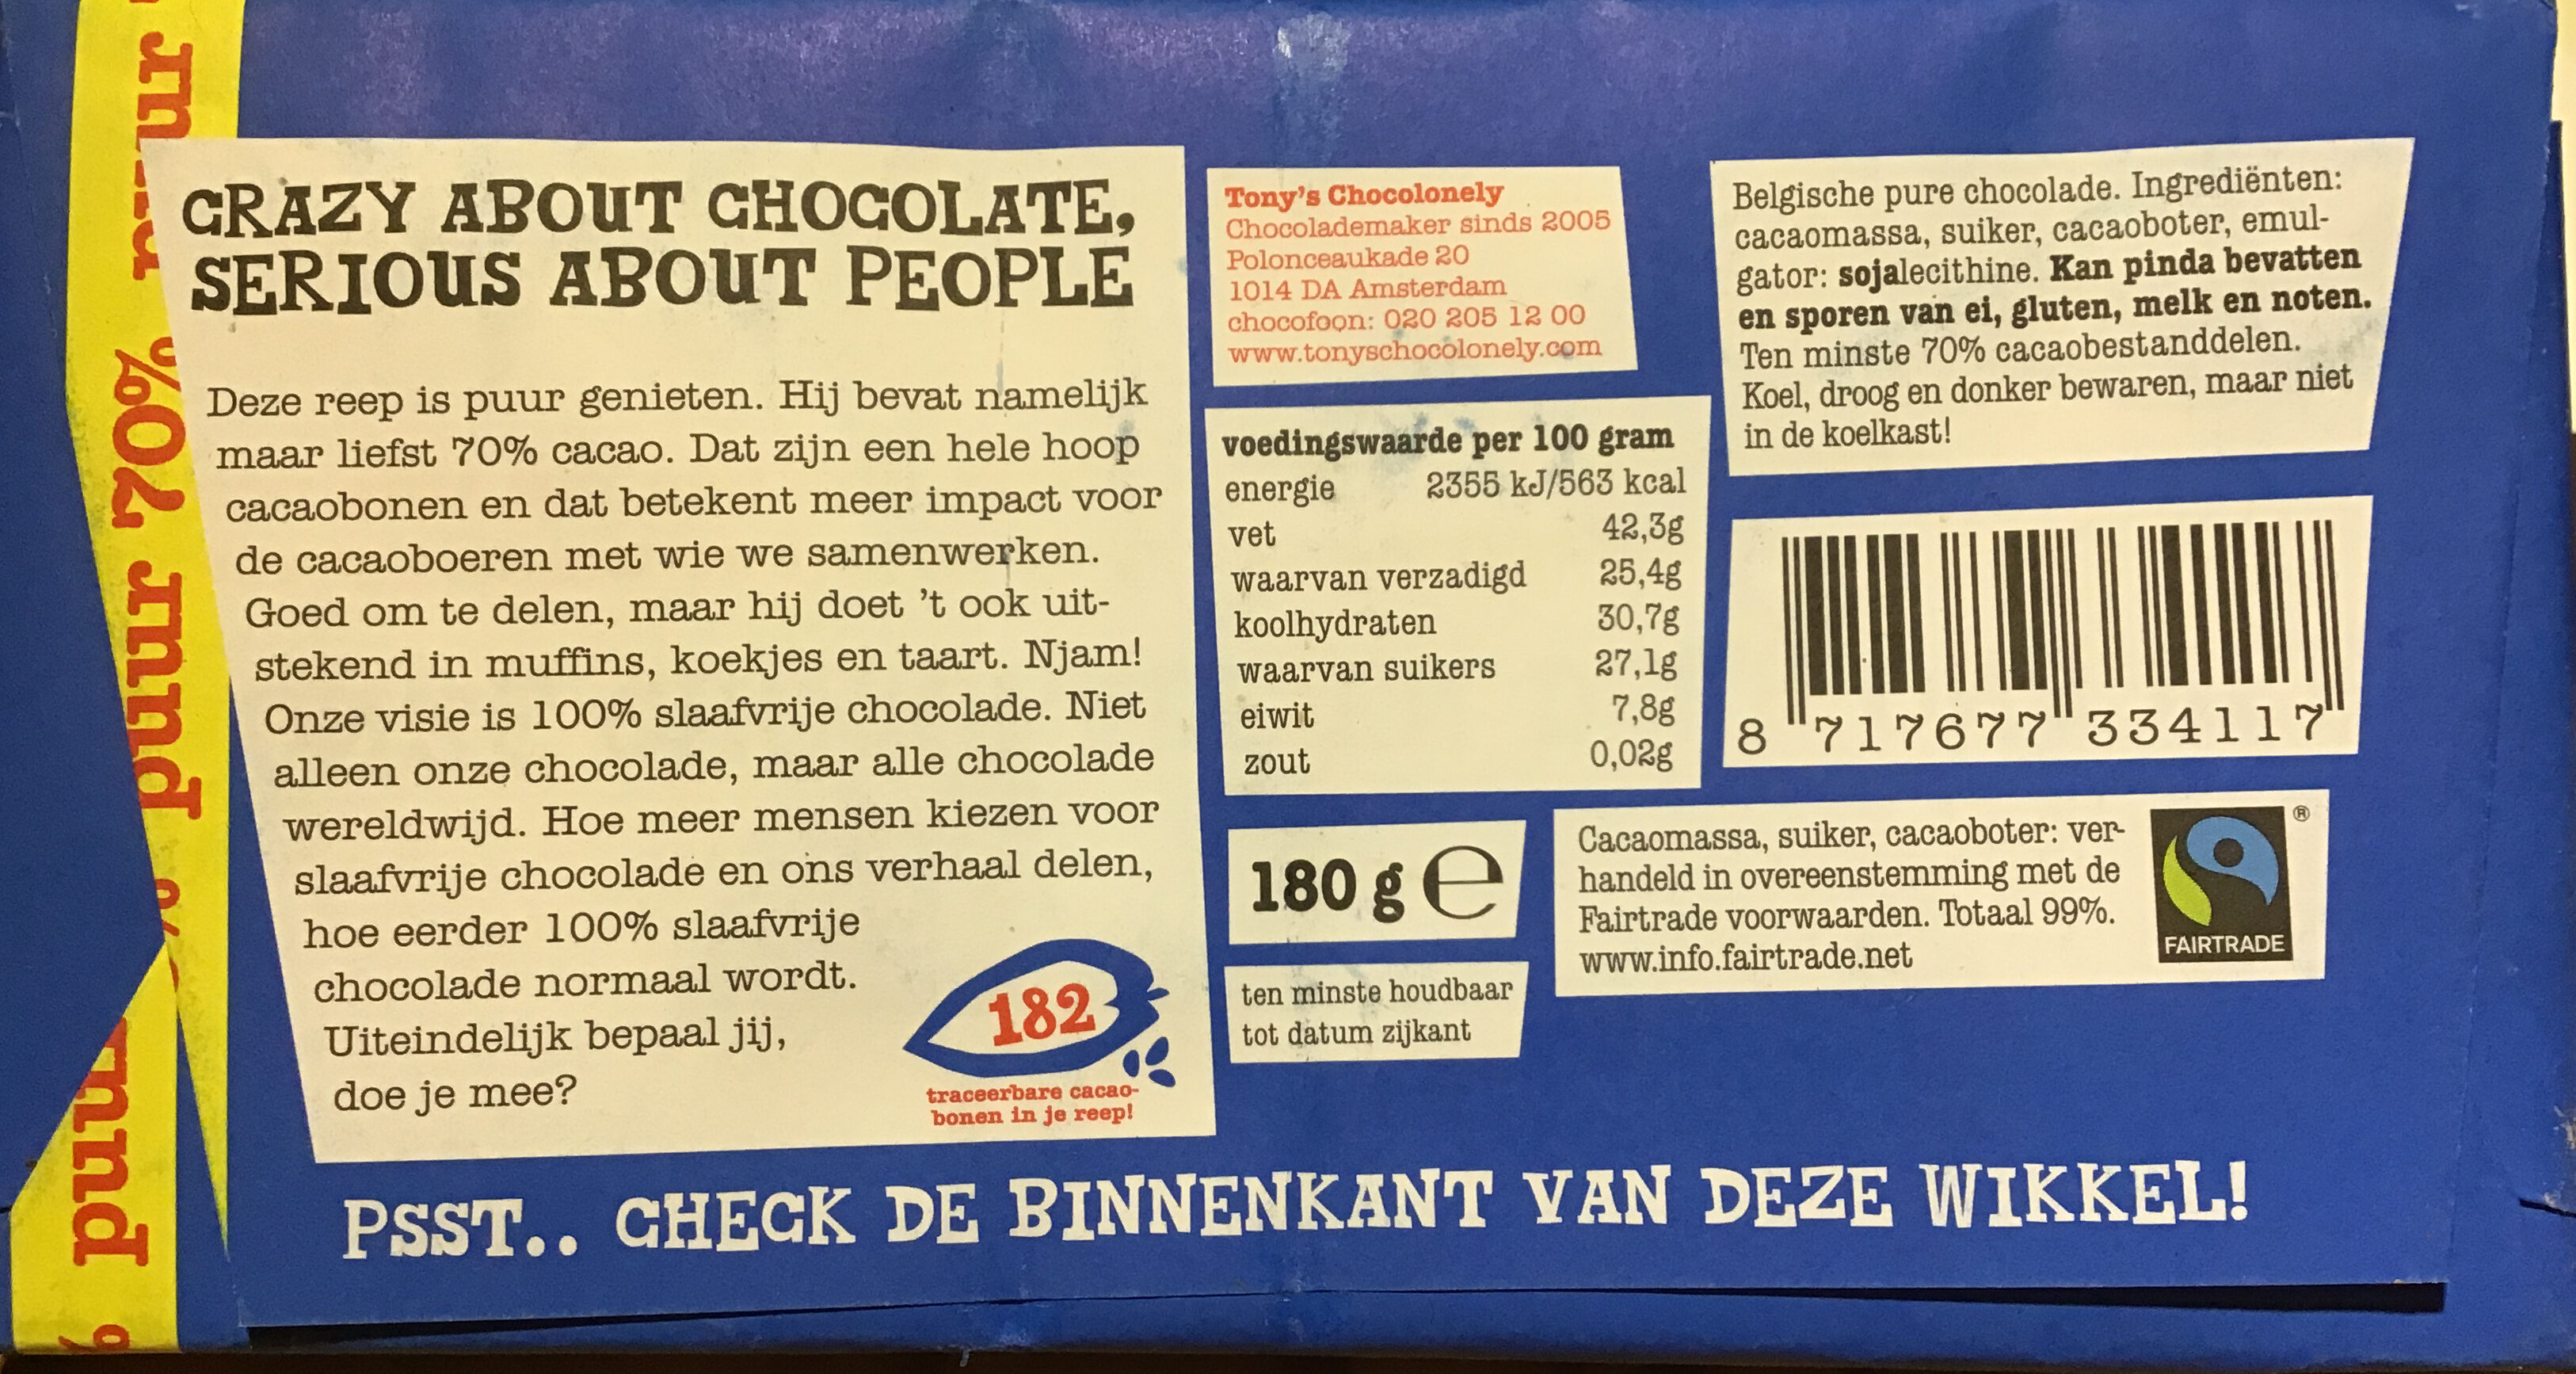 puur 70% puur
CRAZY ABOUT CHOCOLATE,
SERIOUS ABOUT PEOPLE
Deze reep is puur genieten. Hij bevat namelijk
maar liefst 70% cacao. Dat zijn een hele hoop
cacaobonen en dat betekent meer impact voor
de cacaoboeren met wie we samenwerken.
Goed om te delen, maar hij doet 't ook uit-
stekend in muffins, koekjes en taart. Njam!
Onze visie is 100% slaafvrije chocolade. Niet
alleen onze chocolade, maar alle chocolade
wereldwijd. Hoe meer mensen kiezen voor
slaafvrije chocolade en ons verhaal delen,
hoe eerder 100% slaafvrije
chocolade normaal wordt.
Uiteindelijk bepaal jij,
doe je mee?
182
traceerbare cacao-
bonen in je reep!
Tony's Chocolonely
Chocolademaker sinds 2005
Polonceaukade 20
1014 DA Amsterdam
chocofoon: 020 205 12 00
www.tonyschocolonely.com
voedingswaarde per 100 gram
energie 2355 kJ/563 kcal
vet 42,3g
waarvan verzadigd 25,4g
koolhydraten 30,7g
waarvan suikers 27,1g
eiwit 7,8g
zout 0,02g
180 g e
ten minste houdbaar
tot datum zijkant
Belgische pure chocolade. Ingrediënten:
cacaomassa, suiker, cacaoboter, emul-
gator: sojalecithine. Kan pinda bevatten
en sporen van ei, gluten, melk en noten.
Ten minste 70% cacaobestanddelen.
Koel, droog en donker bewaren, maar niet
in de koelkast!
8 717677 334117
Cacaomassa, suiker, cacaoboter: ver-
handeld in overeenstemming met de
Fairtrade voorwaarden. Totaal 99%.
www.info.fairtrade.net
®
FAIRTRADE
PSST.. CHECK DE BINNENKANT VAN DEZE WIKKEL!
puur